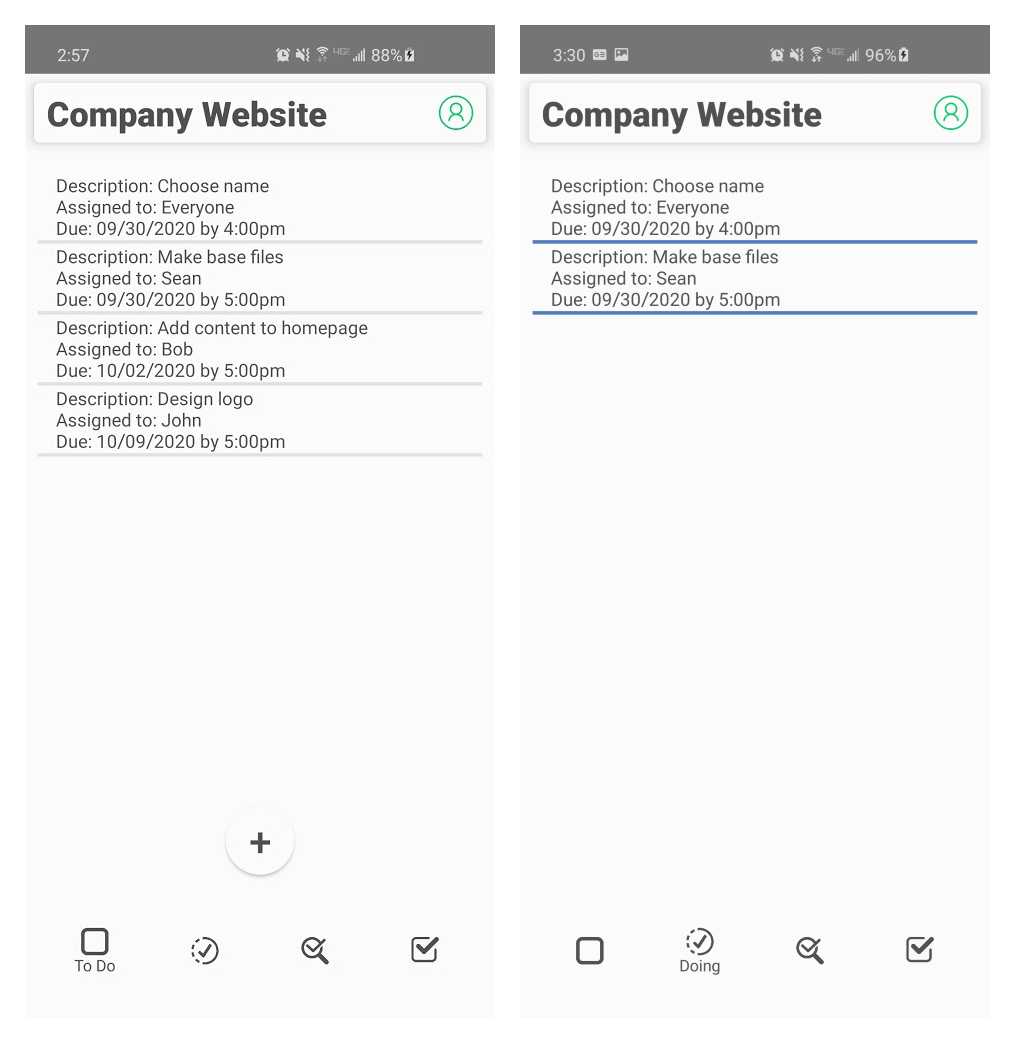 2:57
88%
Company Website
Description: Choose name
Assigned to: Everyone
Due: 09/30/2020 by 4:00pm
Description: Make base files
Assigned to: Sean
Due: 09/30/2020 by 5:00pm
Description: Add content to homepage
Assigned to: Bob
Due: 10/02/2020 by 5:00pm
Description: Design logo
Assigned to: John
Due: 10/09/2020 by 5:00pm
+
To Do
3:30
96%
Company Website
Description: Choose name
Assigned to: Everyone
Due: 09/30/2020 by 4:00pm
Description: Make base files
Assigned to: Sean
Due: 09/30/2020 by 5:00pm
Doing